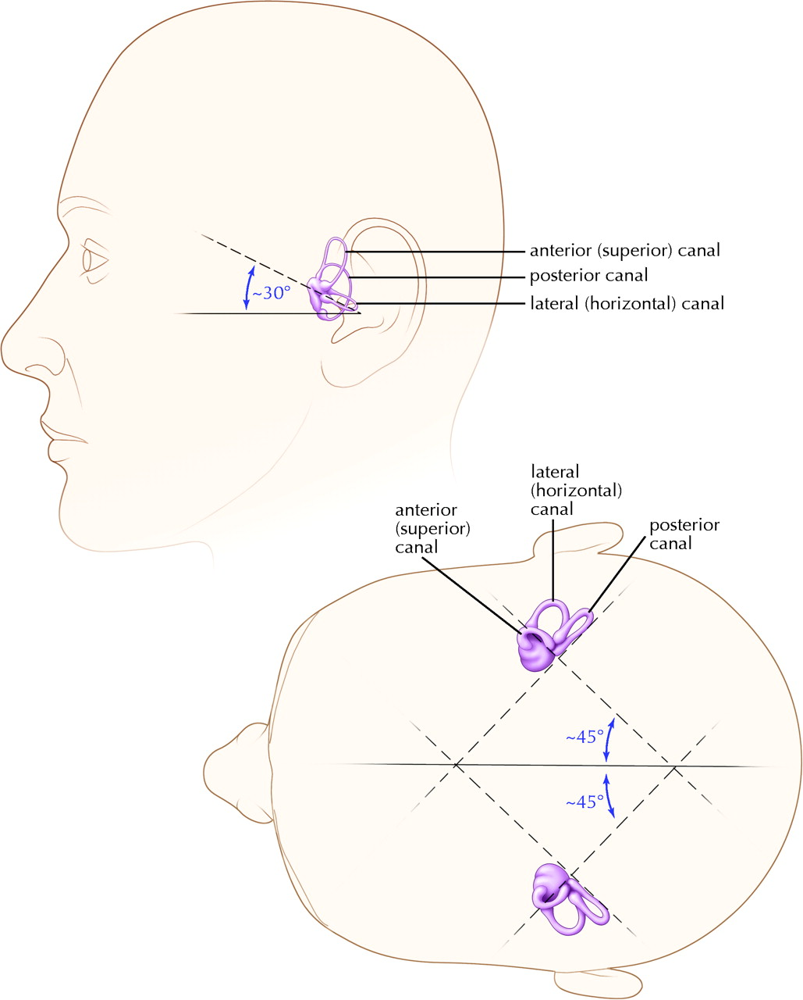 anterior (superior) canal
posterior canal
~30°
lateral (horizontal) canal
lateral
(horizontal)
canal
anterior
(superior)
canal
posterior
canal
~45°
~45°